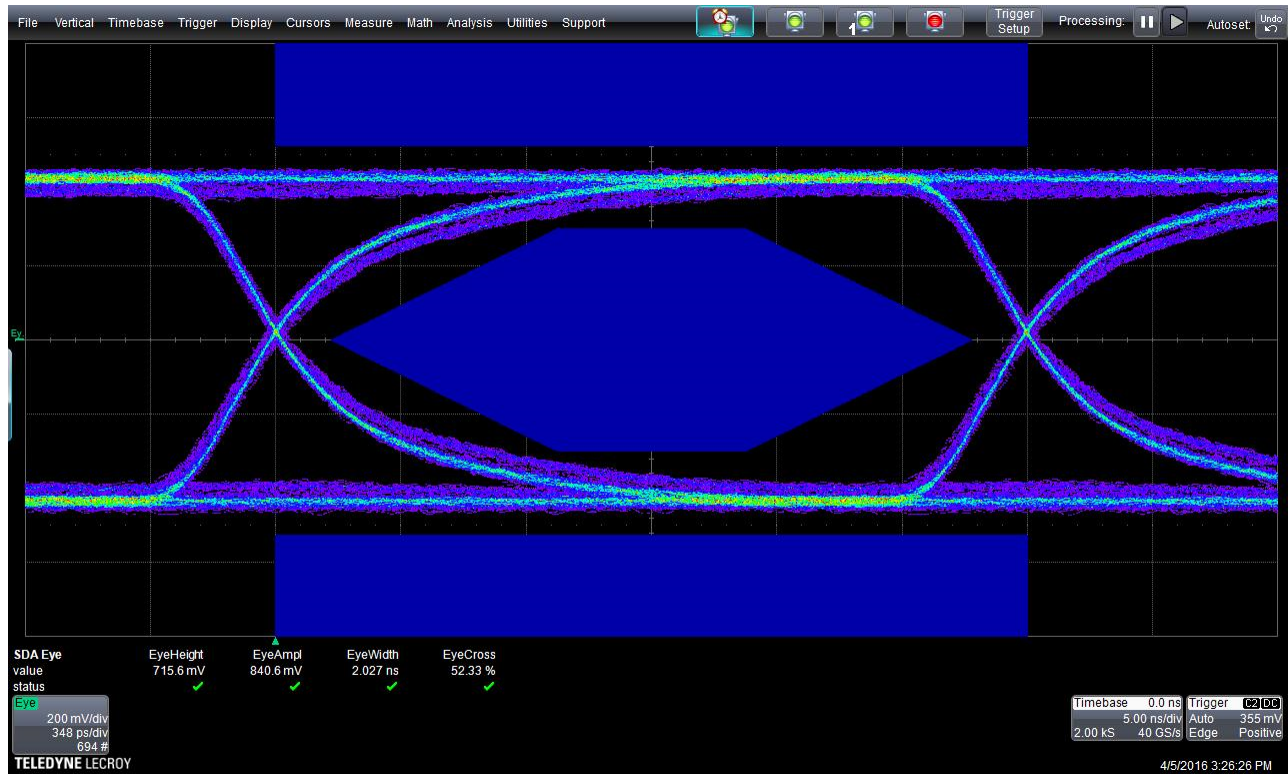 File Vertical Timebase Trigger Display Cursors Measure Math Analysis Utilities Support
1
Trigger Setup
Processing:
Autoset:
Undo
Ey.
SDA Eye EyeHeight EyeAmpl EyeWidth EyeCross
value 715.6 mV 840.6 mV 2.027 ns 52.33 %
status
Eye
200 mV/div
348 ps/div
694 #
Timebase 0.0 ns
5.00 ns/div
2.00 kS 40 GS/s
Trigger C2 DC
Auto 355 mV
Edge Positive
TELEDYNE LECROY
4/5/2016 3:26:26 PM